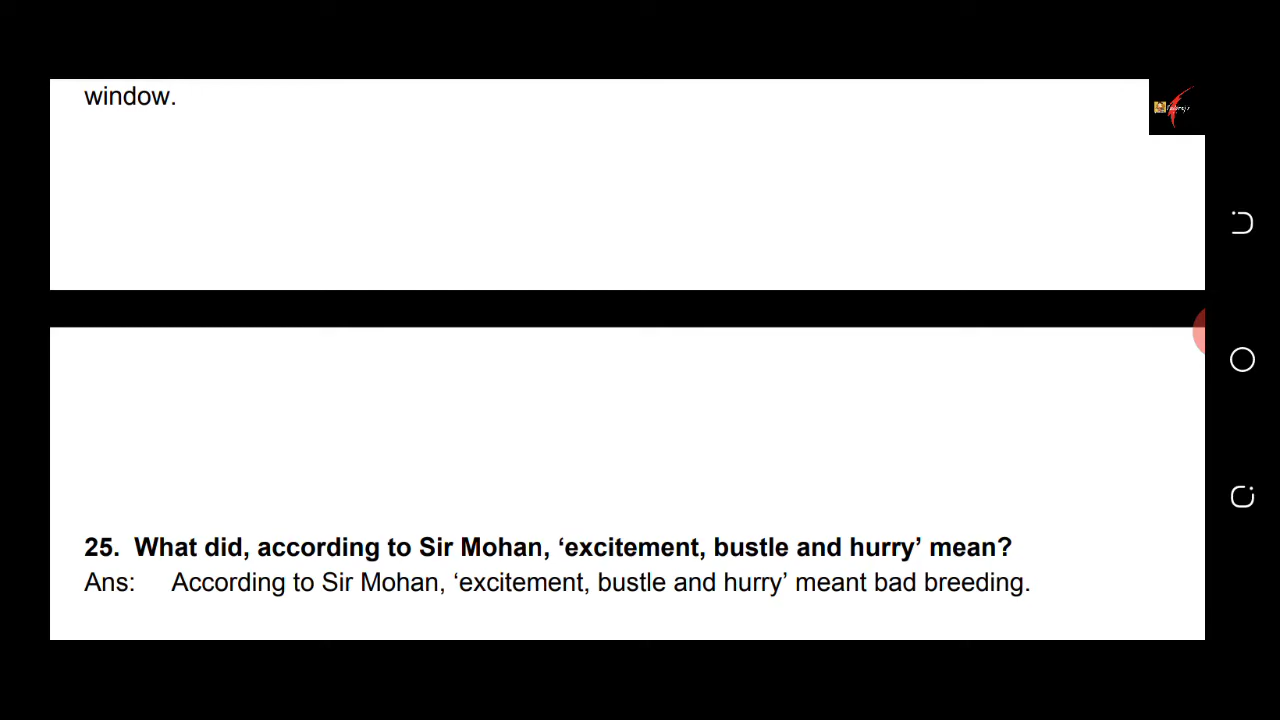 window.
25. What did, according to Sir Mohan, ‘excitement, bustle and hurry’ mean?
Ans: According to Sir Mohan, ‘excitement, bustle and hurry’ meant bad breeding.